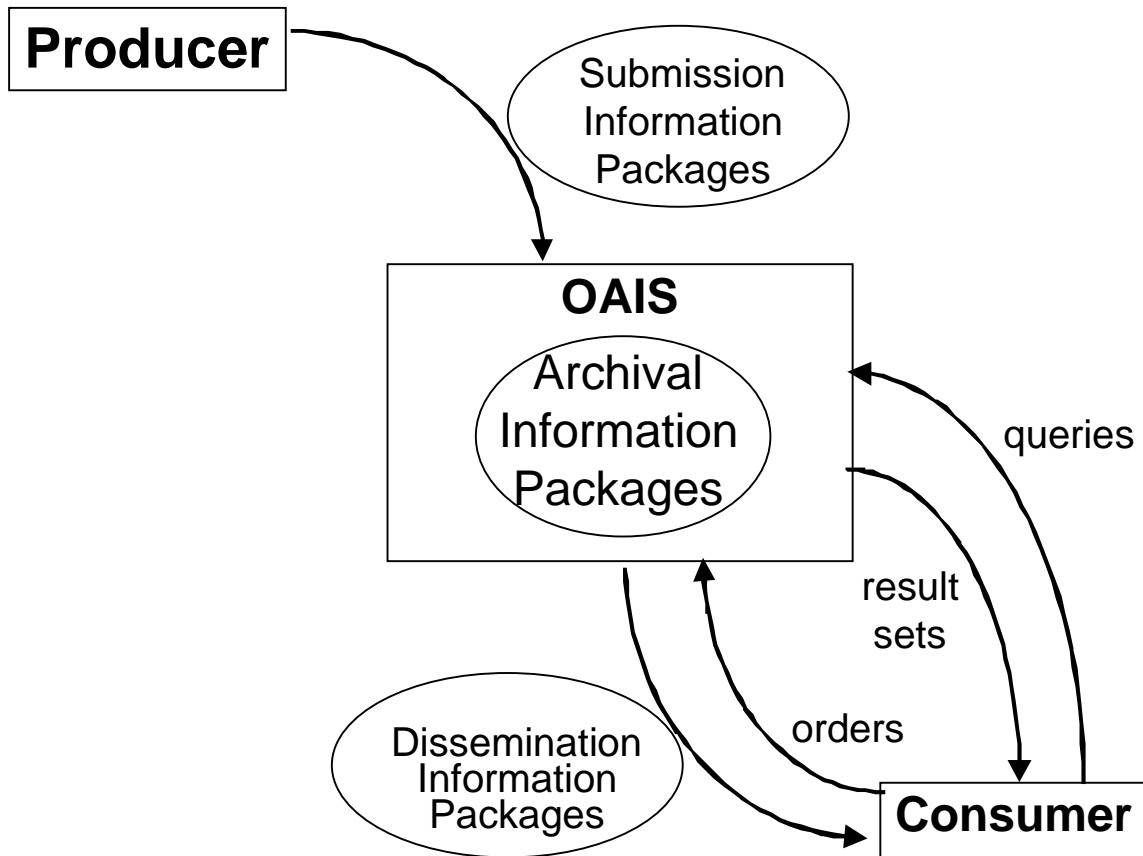 Producer
Submission
Information
Packages
OAIS
Archival
Information
Packages
queries
result
sets
orders
Dissemination
Information
Packages
Consumer